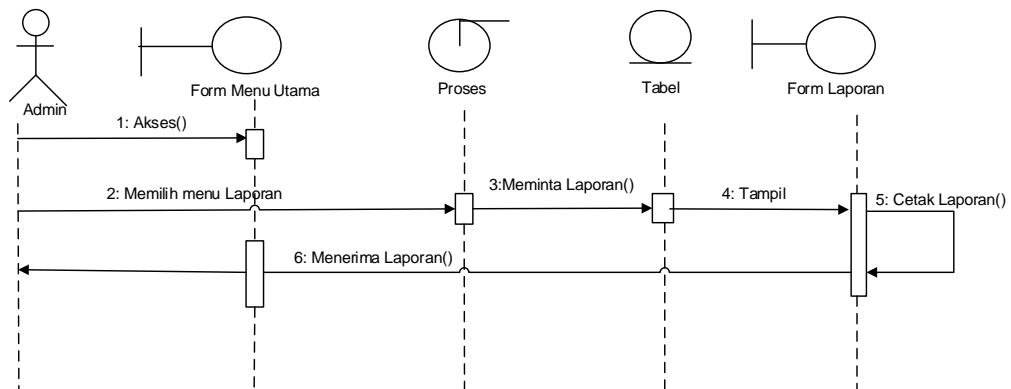 Admin
Form Menu Utama
Proses
Tabel
Form Laporan
1: Akses()
2: Memilih menu Laporan
3:Meminta Laporan()
4: Tampil
5: Cetak Laporan()
6: Menerima Laporan()